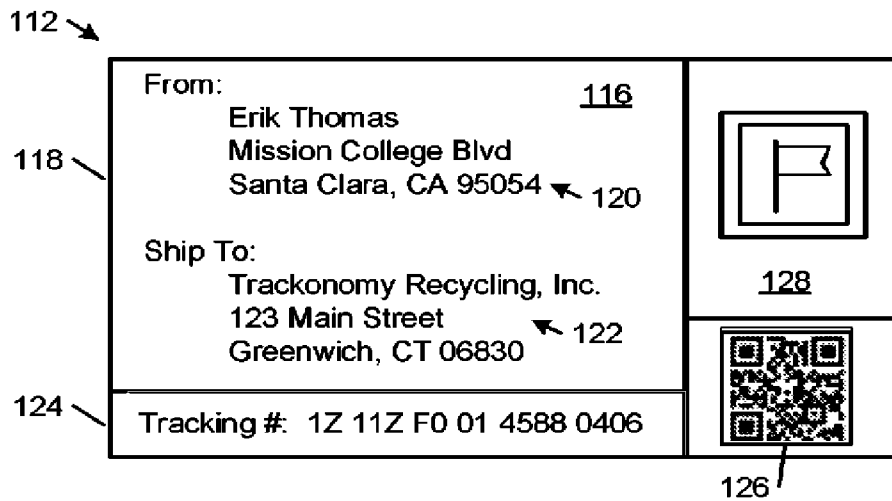 112
From:
116
Erik Thomas
Mission College Blvd
118
Santa Clara, CA 95054
120
Ship To:
Trackonomy Recycling, Inc.
128
123 Main Street
122
Greenwich, CT 06830
124
Tracking #: 1Z 11Z F0 01 4588 0406
126